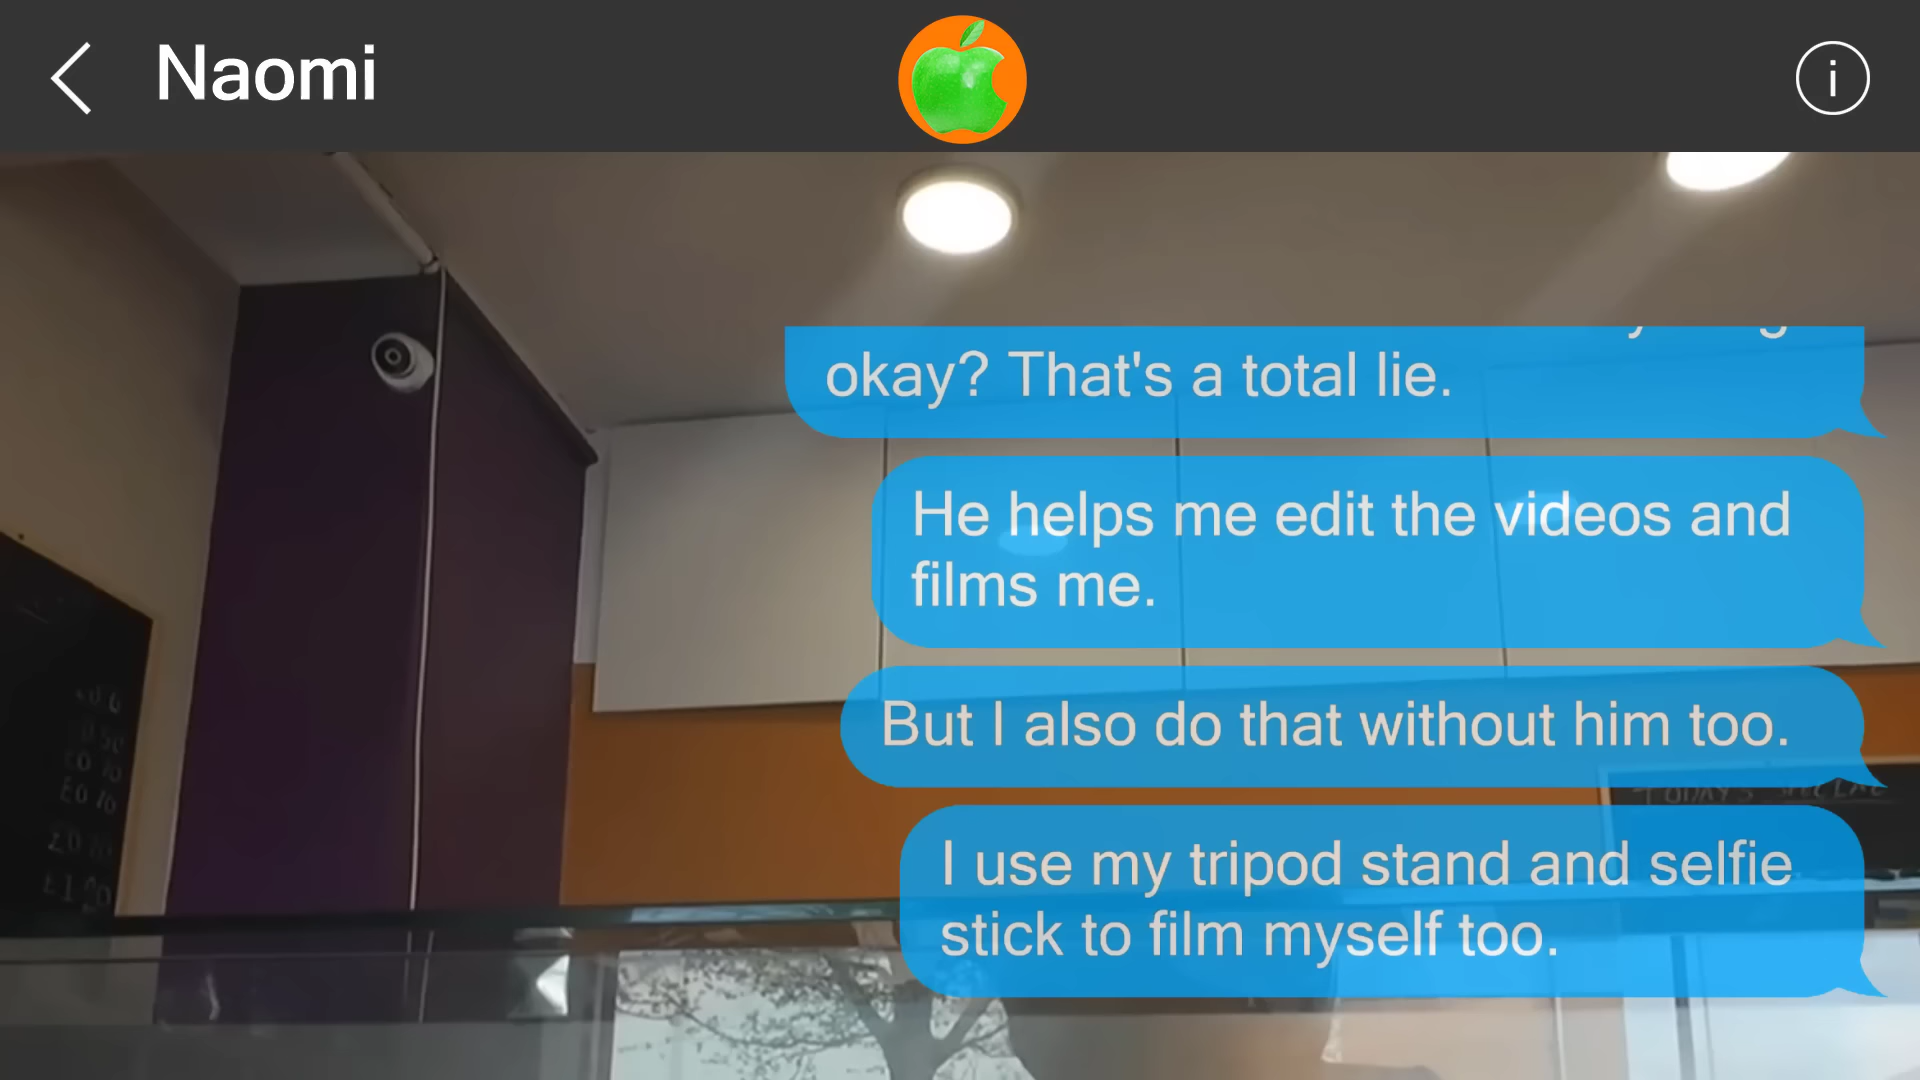 Naomi
okay? That's a total lie.
He helps me edit the videos and
films me.
But I also do that without him too.
TODAY'S
I use my tripod stand and selfie
stick to film myself too.